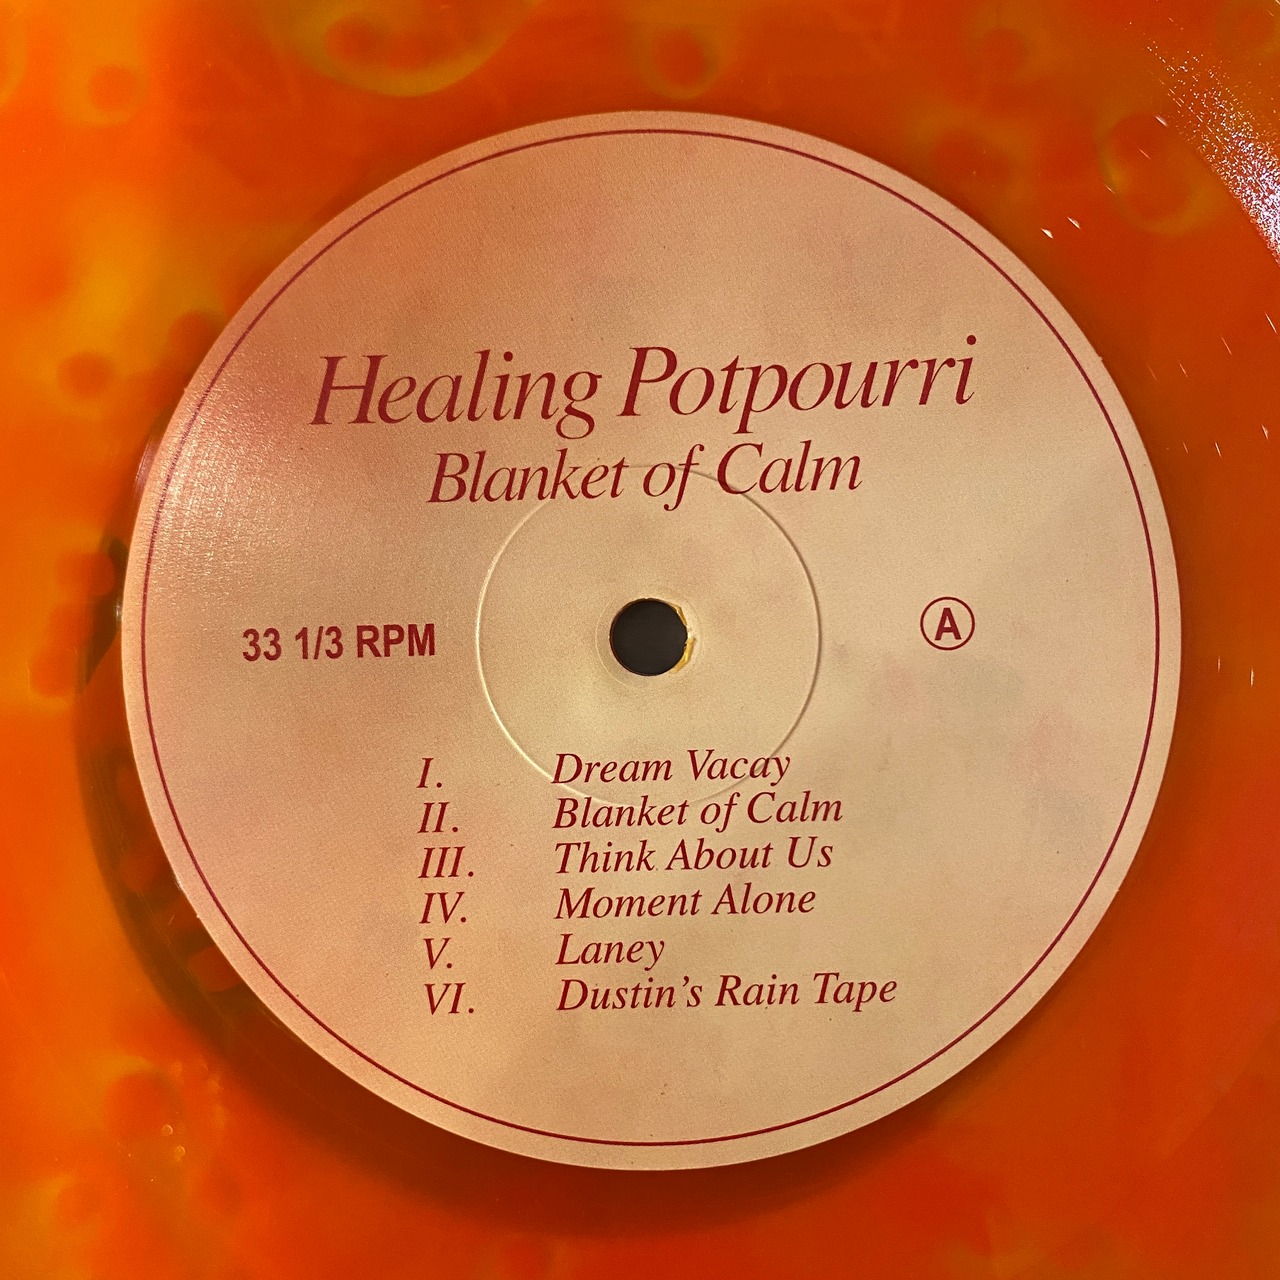 Healing Potpourri
Blanket of Calm
33 1/3 RPM
A
I. Dream Vacay
II. Blanket of Calm
III. Think About Us
IV. Moment Alone
V. Laney
VI. Dustin’s Rain Tape